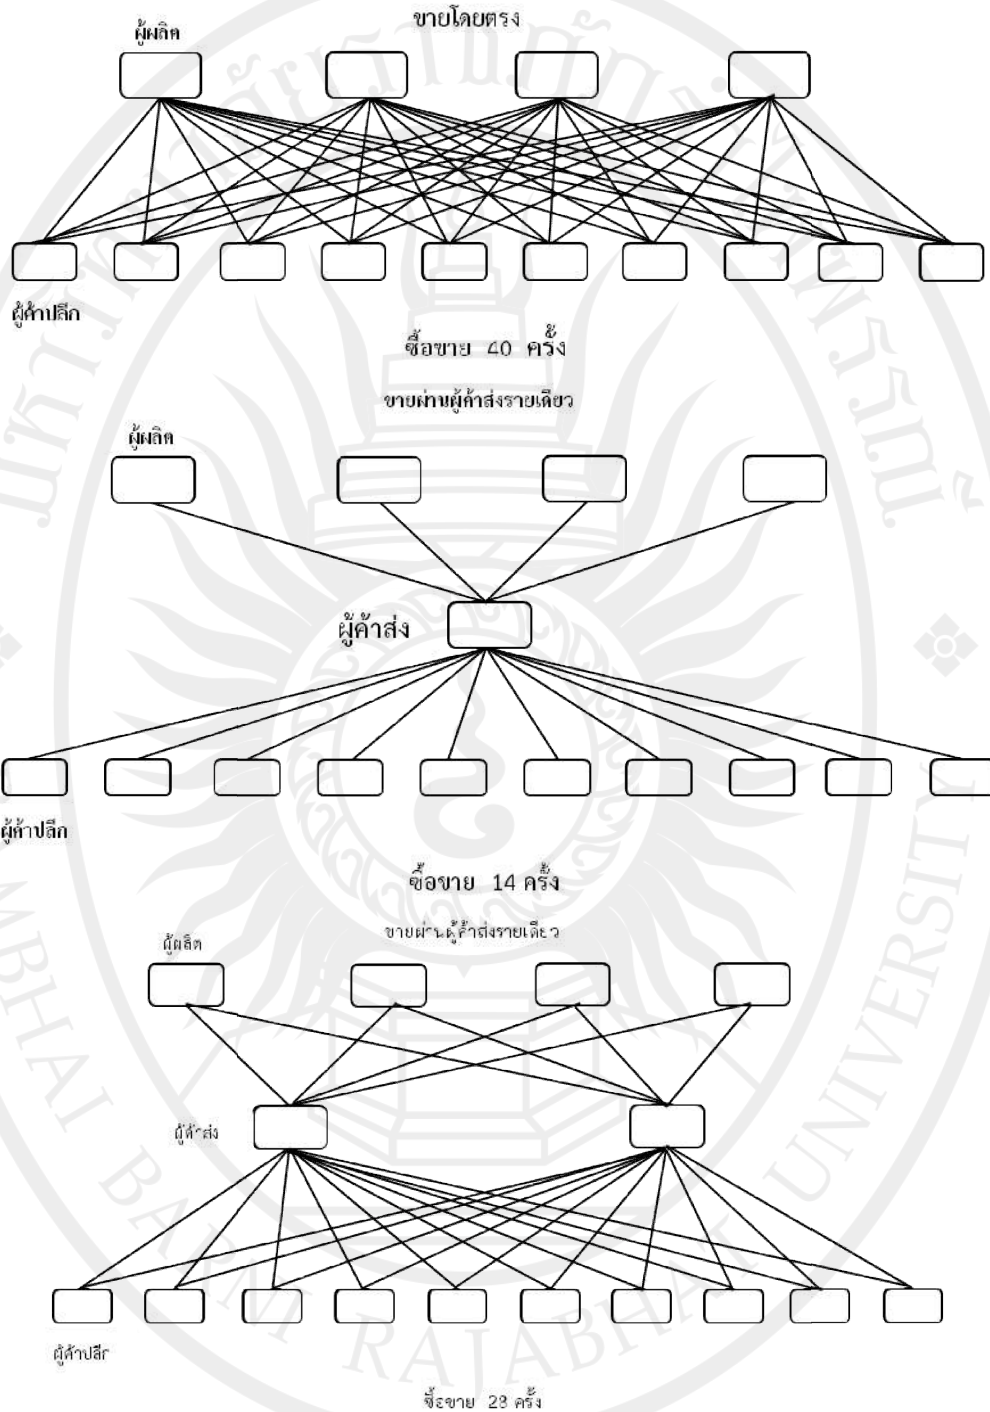 ขายโดยตรง
ผู้ผลิต
ผู้ค้าปลีก
ซื้อขาย 40 ครั้ง
ขายผ่านผู้ค้าส่งรายเดียว
ผู้ผลิต
ผู้ค้าส่ง
ผู้ค้าปลีก
ซื้อขาย 14 ครั้ง
ขายผ่านผู้ค้าส่งรายเดียว
ผู้ผลิต
ผู้ค้าส่ง
ผู้ค้าปลีก
ซื้อขาย 28 ครั้ง
MBHAI BARNI RAJABHAT UNIVERSITY